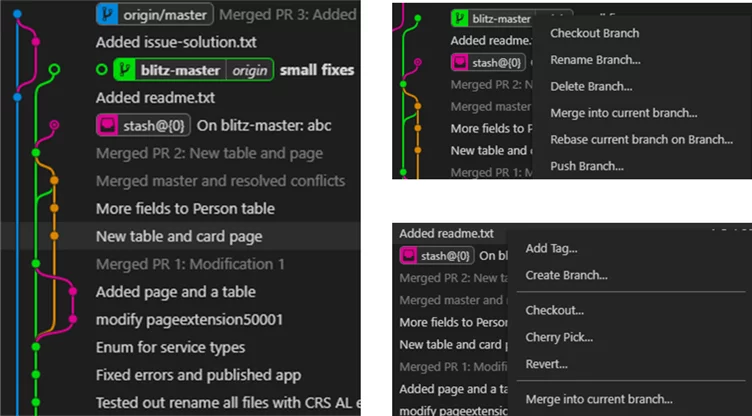 origin/master Merged PR 3: Added
Added issue-solution.txt
blitz-master origin small fixes
Added readme.txt
stash@{0} On blitz-master: abc
Merged PR 2: New table and page
Merged master and resolved conflicts
More fields to Person table
New table and card page
Merged PR 1: Modification 1
Added page and a table
modify pageextension50001
Enum for service types
Fixed errors and published app
Tested out rename all files with CRS AL e
blitz-master
Added readme.
stash@{0}
Merged PR 2: N
Merged master
More fields to P
New table and
Merged PR 1: M
Checkout Branch
Rename Branch...
Delete Branch...
Merge into current branch...
Rebase current branch on Branch...
Push Branch...
Added readme.txt
stash@{0} On bl
Merged PR 2: New ta
Merged master and r
More fields to Person
New table and card p
Merged PR 1: Modifi
Added page and a ta
modify pageextension
Add Tag...
Create Branch...
Checkout...
Cherry Pick...
Revert...
Merge into current branch...